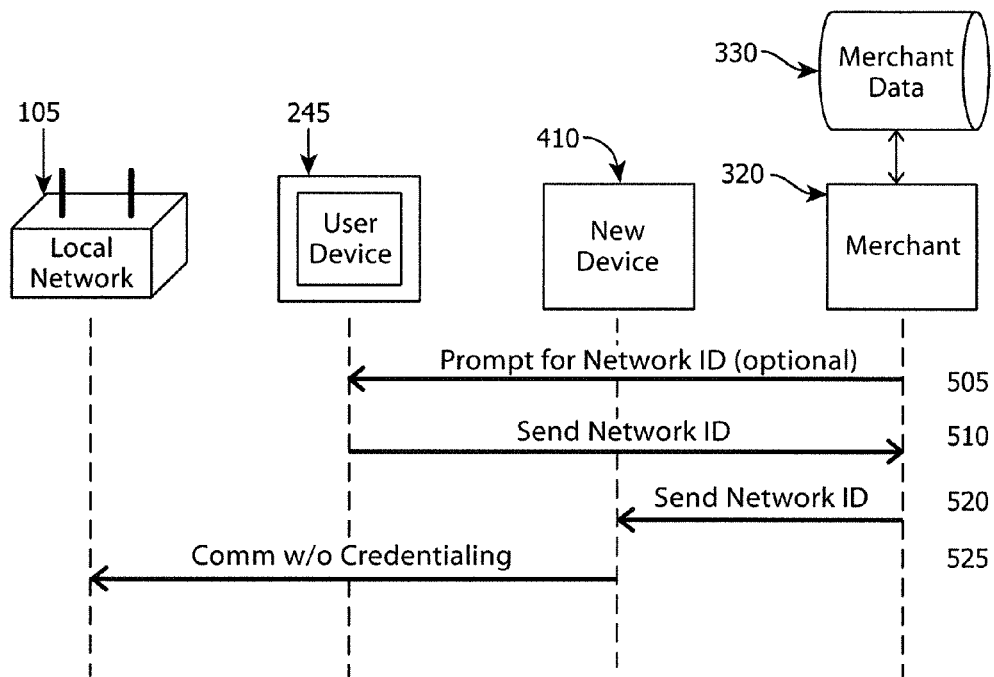 330
Merchant
Data
105
245
410
320
Local
Network
User
Device
New
Device
Merchant
Prompt for Network ID (optional)
505
Send Network ID
510
Send Network ID
520
Comm w/o Credentialing
525